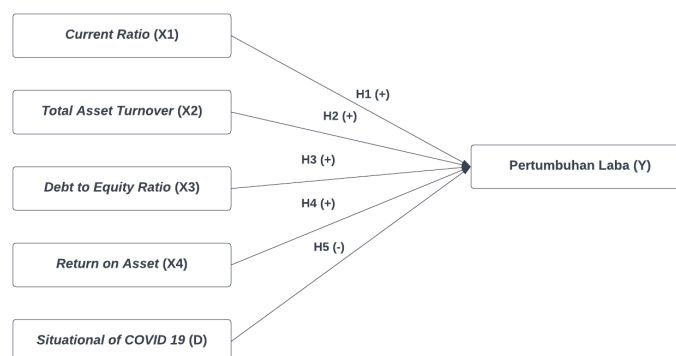 Current Ratio (X1)
H1 (+)
Total Asset Turnover (X2)
H2 (+)
Debt to Equity Ratio (X3)
H3 (+)
Pertumbuhan Laba (Y)
Return on Asset (X4)
H4 (+)
H5 (-)
Situational of COVID 19 (D)